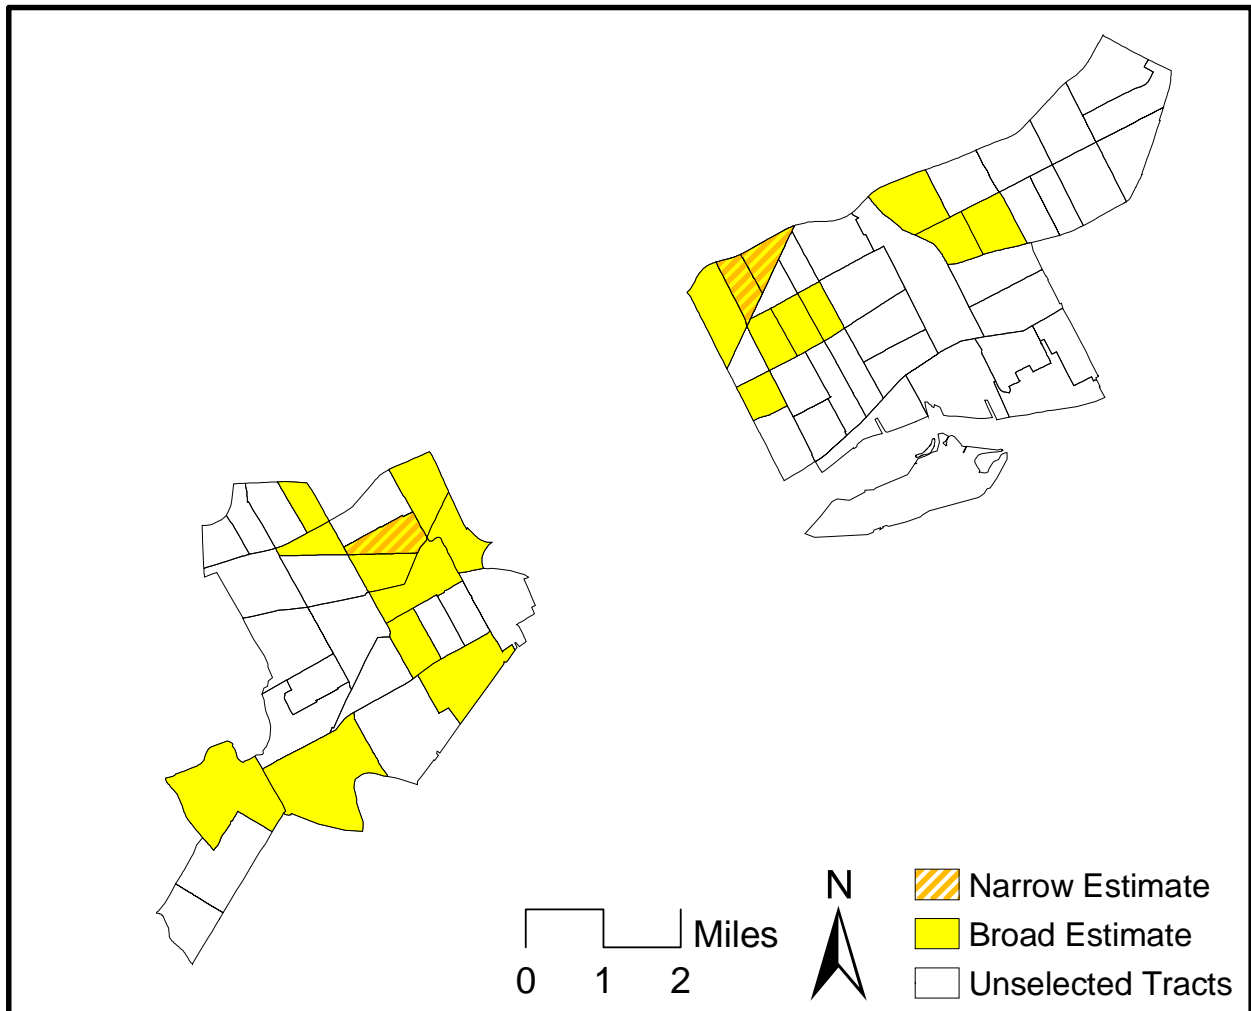 N
Miles
0 1 2
Narrow Estimate
Broad Estimate
Unselected Tracts